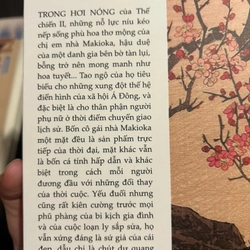 TRONG HƠI NÓNG của Thế
chiến II, những nỗ lực níu kéo
nếp sống phù hoa thơ mộng của
chị em nhà Makioka, hậu duệ
của một danh gia bên bờ tàn lụi,
bỗng trở nên mong manh như
hoa tuyết... Tao ngộ của họ tiêu
biểu cho những xung đột thế hệ
điển hình của xã hội Á Đông, và
đặc biệt là cho thân phận người
phụ nữ ở thời điểm chuyển giao
lịch sử. Bốn cô gái nhà Makioka
một mặt đều là sản phẩm trực
tiếp của thời đại, mặt khác vẫn
là bốn cá tính hấp dẫn và khác
biệt trong cách mỗi người
đương đầu với những đổi thay
của thời cuộc. Yếu đuối nhưng
cũng rất kiên cường trước mọi
phũ phàng của bi kịch gia đình
và của cuộc loạn ly sắp sửa, họ
vẫn xứng đáng là sứ giả của cái
đẹp, dẫu chỉ là chút dư quang